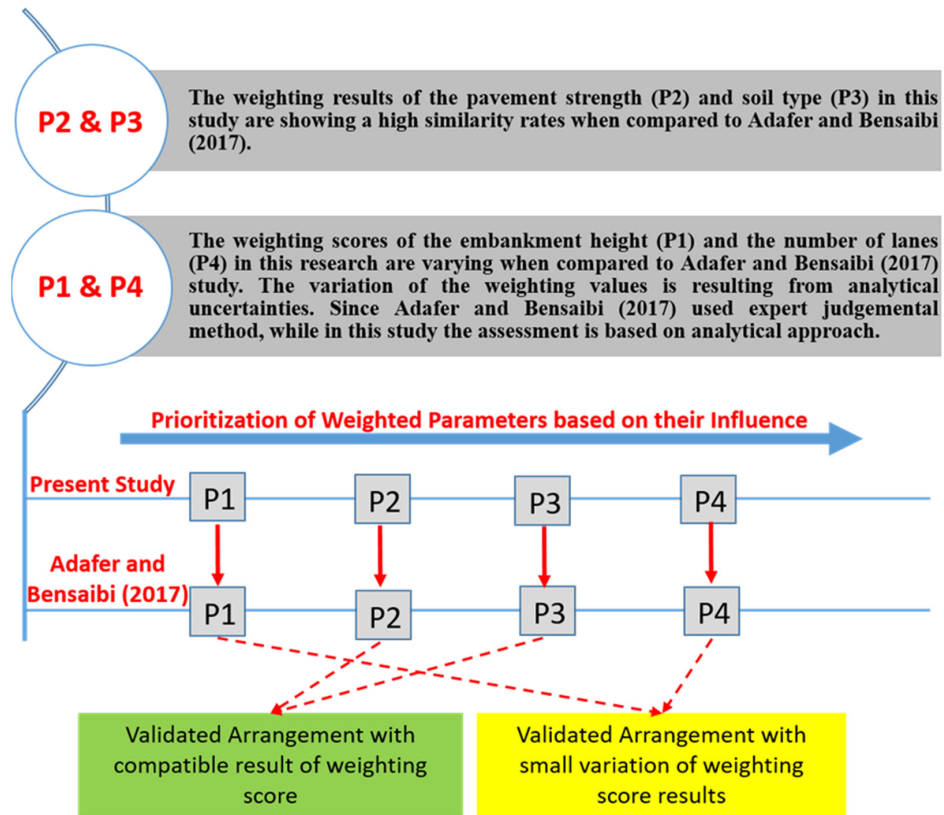 P2 & P3
The weighting results of the pavement strength (P2) and soil type (P3) in this
study are showing a high similarity rates when compared to Adafer and Bensaibi
(2017).
P1 & P4
The weighting scores of the embankment height (P1) and the number of lanes
(P4) in this research are varying when compared to Adafer and Bensaibi (2017)
study. The variation of the weighting values is resulting from analytical
uncertainties. Since Adafer and Bensaibi (2017) used expert judgemental
method, while in this study the assessment is based on analytical approach.
Prioritization of Weighted Parameters based on their Influence
Present Study
P1
P2
P3
P4
Adafer and
Bensaibi (2017)
P1
P2
P3
P4
Validated Arrangement with
compatible result of weighting
score
Validated Arrangement with
small variation of weighting
score results